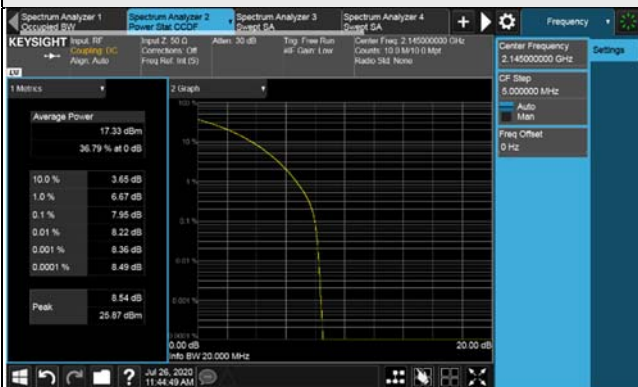 Spectrum Analyzer 1
Occupied BW
Spectrum Analyzer 2
Power Stat CCDF
Spectrum Analyzer 3
Swept SA
Spectrum Analyzer 4
Swept SA
Frequency
KEYSIGHT
Input: RF
Coupling: DC
Align: Auto
Input Z: 50 Ω
Corrections: Off
Freq Ref: Int (S)
Atten: 30 dB
Trig: Free Run
#IF Gain: Low
Center Freq: 2.145000000 GHz
Counts: 10.0 M/10.0 Mpt
Radio Std: None
Center Frequency
2.145000000 GHz
Settings
CF Step
5.000000 MHz
Auto
Man
Freq Offset
0 Hz
1 Metrics
Average Power
17.33 dBm
36.79 % at 0 dB
10.0 % 3.65 dB
1.0 % 6.67 dB
0.1 % 7.95 dB
0.01 % 8.22 dB
0.001 % 8.36 dB
0.0001 % 8.49 dB
Peak
8.54 dB
25.87 dBm
2 Graph
100 %
10 %
1 %
0.1 %
0.01 %
0.001 %
0.0001 %
0.00 dB
20.00 dB
Info BW 20.000 MHz
Jul 26, 2020
11:44:49 AM